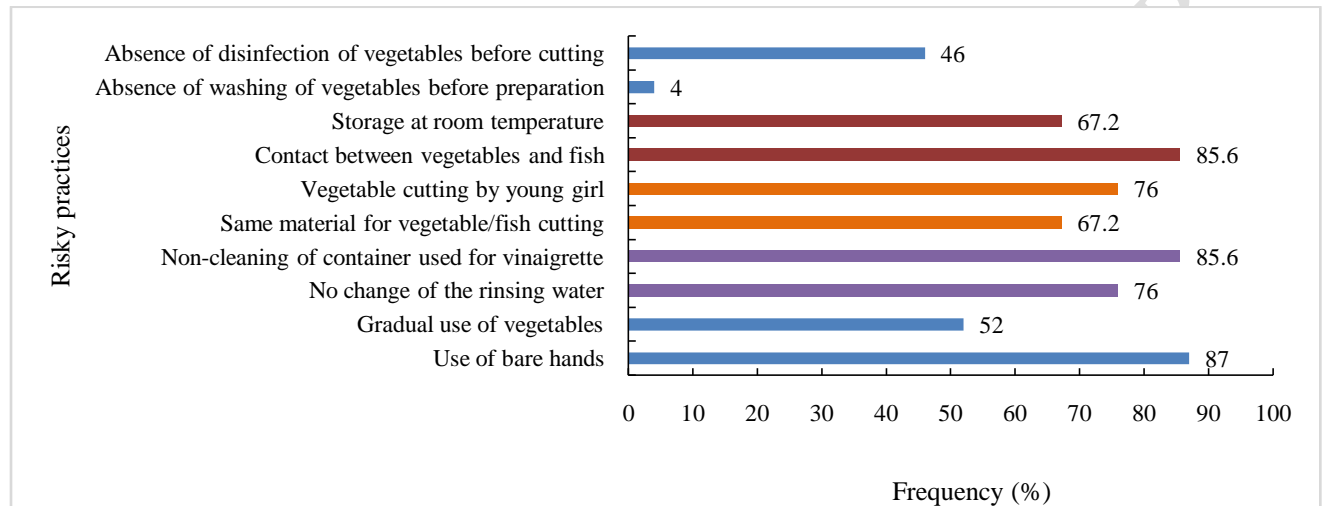 Risky practices
Absence of disinfection of vegetables before cutting 46
Absence of washing of vegetables before preparation 4
Storage at room temperature 67.2
Contact between vegetables and fish 85.6
Vegetable cutting by young girl 76
Same material for vegetable/fish cutting 67.2
Non-cleaning of container used for vinaigrette 85.6
No change of the rinsing water 76
Gradual use of vegetables 52
Use of bare hands 87
0 10 20 30 40 50 60 70 80 90 100
Frequency (%)